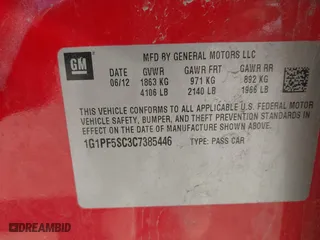 GM
MFD BY GENERAL MOTORS LLC
DATE GVWR GAWR FRT GAWR RR
06/12 1863 KG 971 KG 892 KG
4106 LB 2140 LB 1966 LB
THIS VEHICLE CONFORMS TO ALL APPLICABLE U.S. FEDERAL MOTOR
VEHICLE SAFETY, BUMPER, AND THEFT PREVENTION STANDARDS IN
EFFECT ON THE DATE OF MANUFACTURE SHOWN ABOVE.
1G1PF5SC3C7385446 TYPE: PASS CAR
DREAMBID